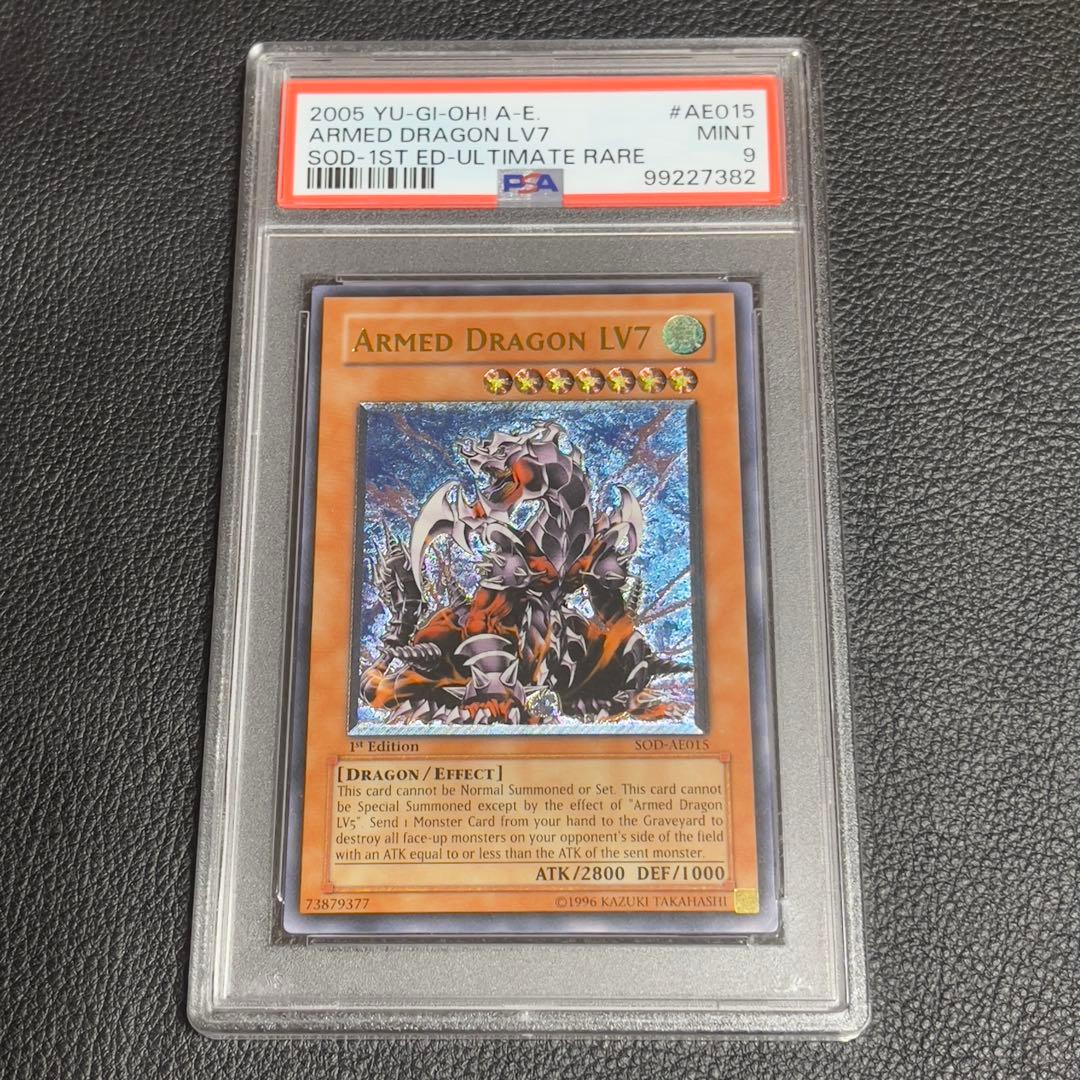 2005 YU-GI-OH! A-E. #AE015
ARMED DRAGON LV7 MINT
SOD-1ST ED-ULTIMATE RARE 9
PSA 99227382
ARMED DRAGON LV7
1st Edition SOD-AE015
[DRAGON/EFFECT]
This card cannot be Normal Summoned or Set. This card cannot
be Special Summoned except by the effect of "Armed Dragon
LV5". Send 1 Monster Card from your hand to the Graveyard to
destroy all face-up monsters on your opponent's side of the field
with an ATK equal to or less than the ATK of the sent monster.
ATK/2800 DEF/1000
73879377 ©1996 KAZUKI TAKAHASHI